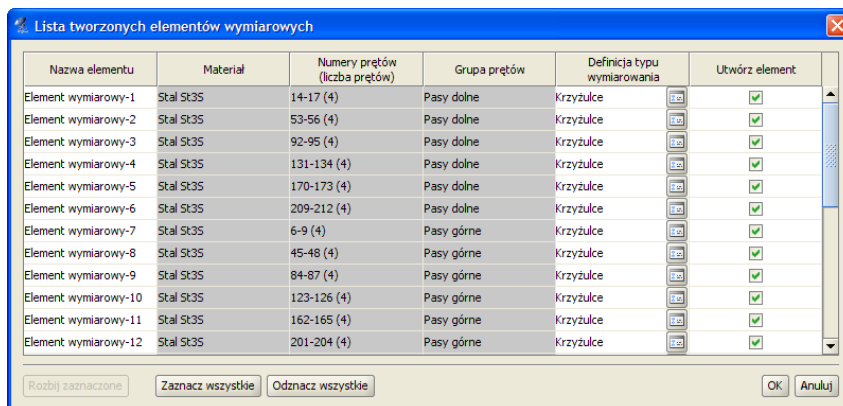 Lista tworzonych elementów wymiarowych
Nazwa elementu Materiał Numery prętów (liczba prętów) Grupa prętów Definicja typu wymiarowania Utwórz element
Element wymiarowy-1 Stal St3S 14-17 (4) Pasy dolne Krzyżulce
Element wymiarowy-2 Stal St3S 53-56 (4) Pasy dolne Krzyżulce
Element wymiarowy-3 Stal St3S 92-95 (4) Pasy dolne Krzyżulce
Element wymiarowy-4 Stal St3S 131-134 (4) Pasy dolne Krzyżulce
Element wymiarowy-5 Stal St3S 170-173 (4) Pasy dolne Krzyżulce
Element wymiarowy-6 Stal St3S 209-212 (4) Pasy dolne Krzyżulce
Element wymiarowy-7 Stal St3S 6-9 (4) Pasy górne Krzyżulce
Element wymiarowy-8 Stal St3S 45-48 (4) Pasy górne Krzyżulce
Element wymiarowy-9 Stal St3S 84-87 (4) Pasy górne Krzyżulce
Element wymiarowy-10 Stal St3S 123-126 (4) Pasy górne Krzyżulce
Element wymiarowy-11 Stal St3S 162-165 (4) Pasy górne Krzyżulce
Element wymiarowy-12 Stal St3S 201-204 (4) Pasy górne Krzyżulce
Rozbij zaznaczone Zaznacz wszystkie Odznacz wszystkie OK Anuluj